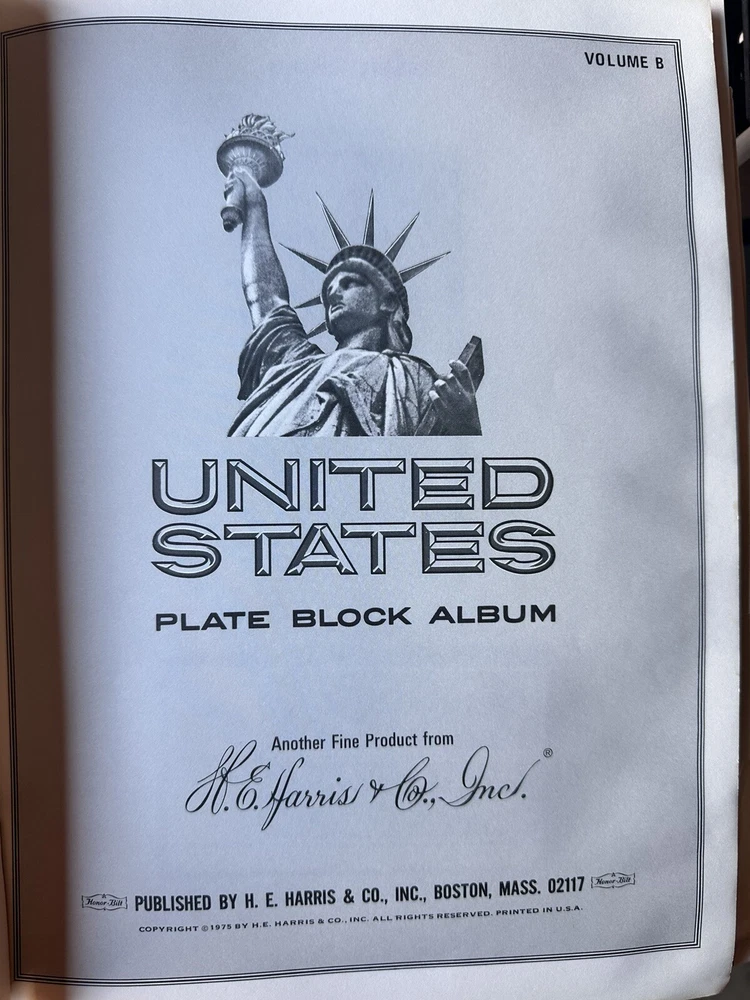 VOLUME B
UNITED
STATES
PLATE BLOCK ALBUM
Another Fine Product from
H. E. Harris & Co., Inc. ®
A Honor-Bilt PUBLISHED BY H. E. HARRIS & CO., INC., BOSTON, MASS. 02117 A Honor-Bilt
COPYRIGHT © 1975 BY H.E. HARRIS & CO., INC. ALL RIGHTS RESERVED. PRINTED IN U.S.A.